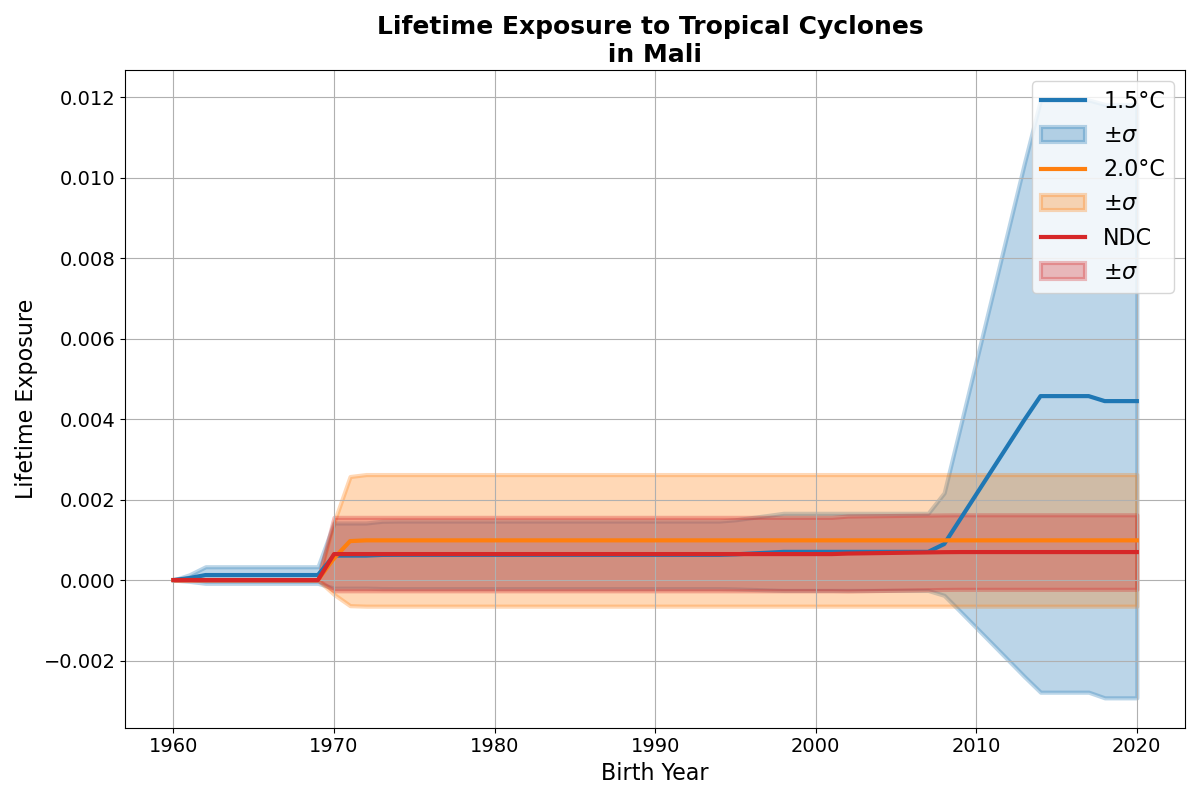 Lifetime Exposure to Tropical Cyclones
in Mali
Lifetime Exposure
0.012
0.010
0.008
0.006
0.004
0.002
0.000
−0.002
1960
1970
1980
1990
2000
2010
2020
Birth Year
1.5°C
±σ
2.0°C
±σ
NDC
±σ